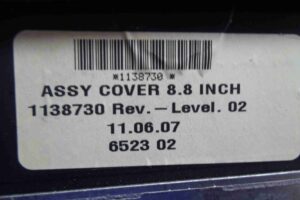 *1138730 *
ASSY COVER 8.8 INCH
1138730 Rev.-Level. 02
11.06.07
6523 02